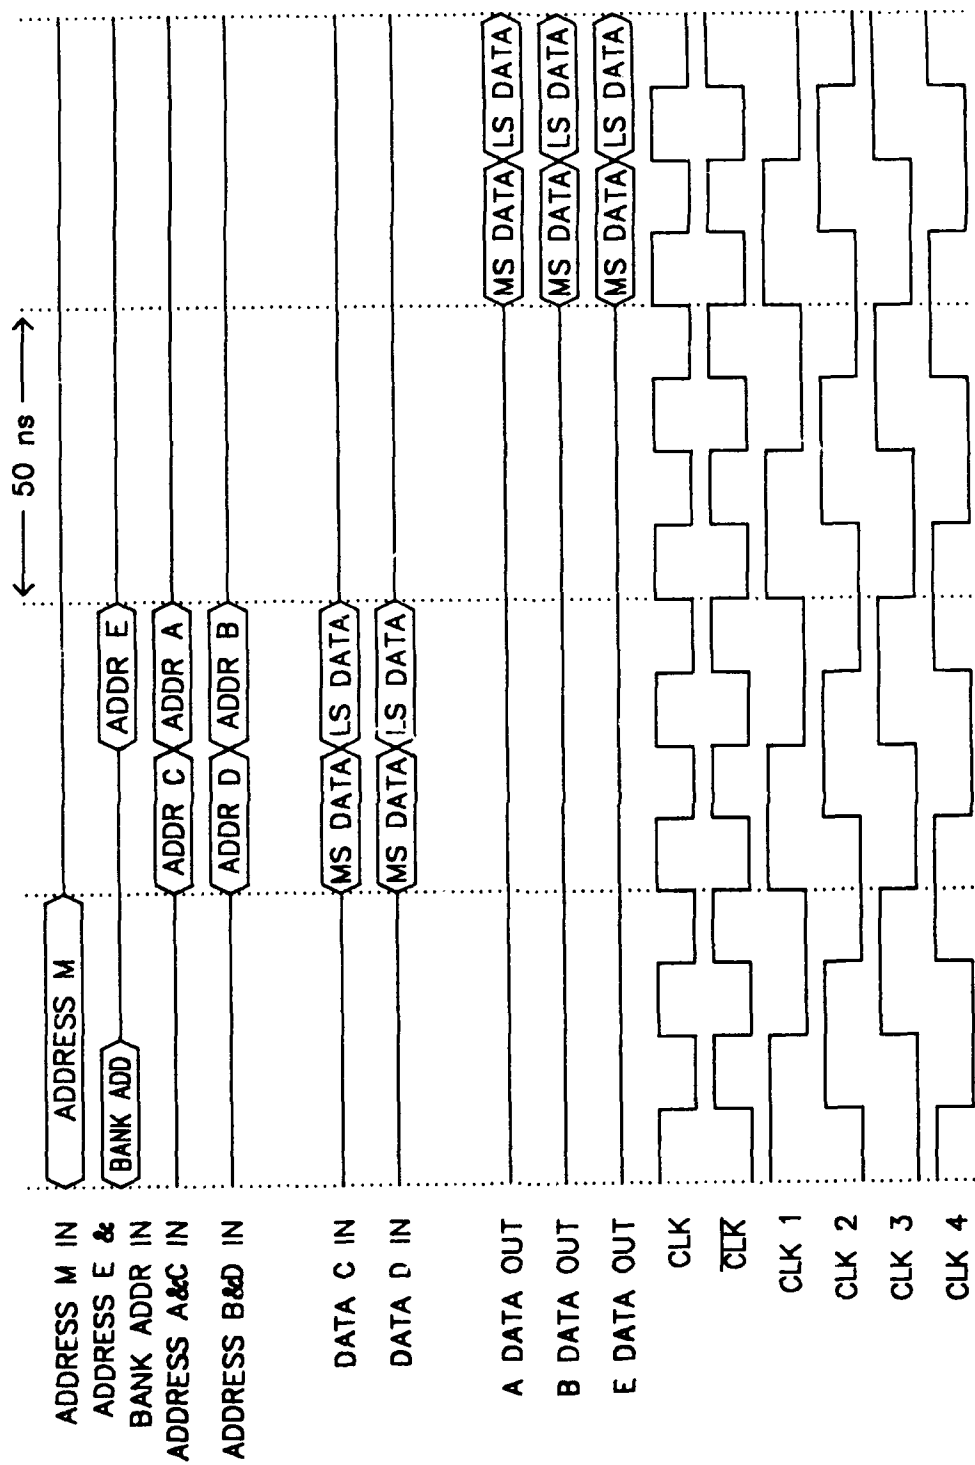 ← 50 ns →
ADDRESS M IN
ADDRESS M
ADDRESS E &
BANK ADDR IN
BANK ADD
ADDR E
ADDRESS A&C IN
ADDR C
ADDR A
ADDRESS B&D IN
ADDR D
ADDR B
DATA C IN
MS DATA
LS DATA
DATA D IN
MS DATA
LS DATA
A DATA OUT
MS DATA
LS DATA
B DATA OUT
MS DATA
LS DATA
E DATA OUT
MS DATA
LS DATA
CLK
C̅L̅K̅
CLK 1
CLK 2
CLK 3
CLK 4